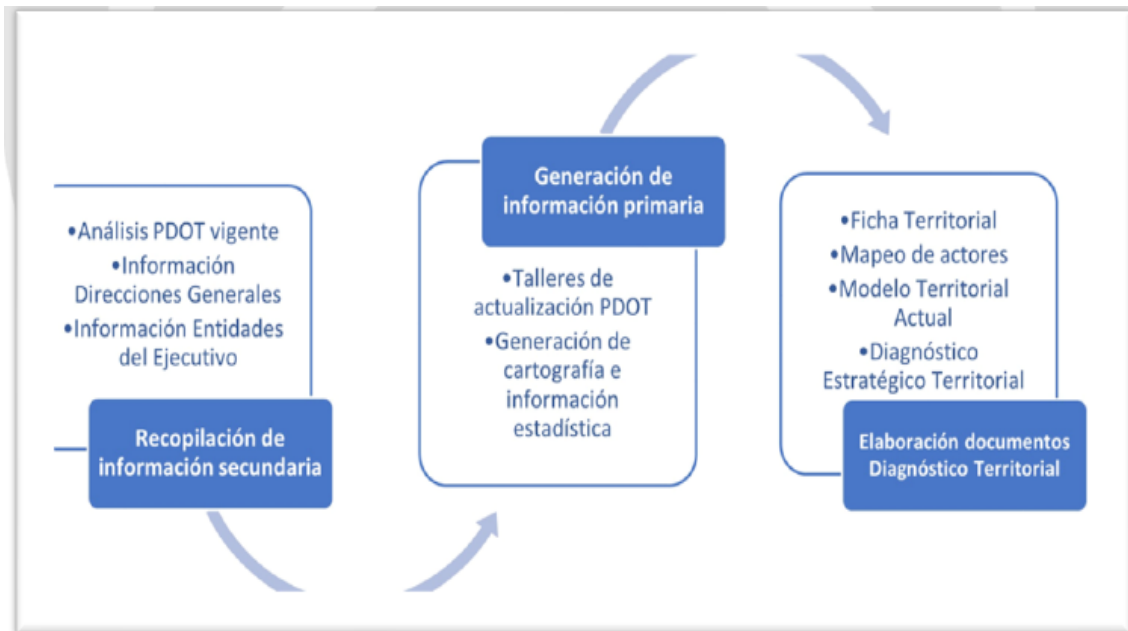 •Análisis PDOT vigente
•Información
Direcciones Generales
•Información Entidades
del Ejecutivo
Recopilación de
información secundaria
Generación de
información primaria
•Talleres de
actualización PDOT
•Generación de
cartografía e
información
estadística
•Ficha Territorial
•Mapeo de actores
•Modelo Territorial
Actual
•Diagnóstico
Estratégico Territorial
Elaboración documentos
Diagnóstico Territorial